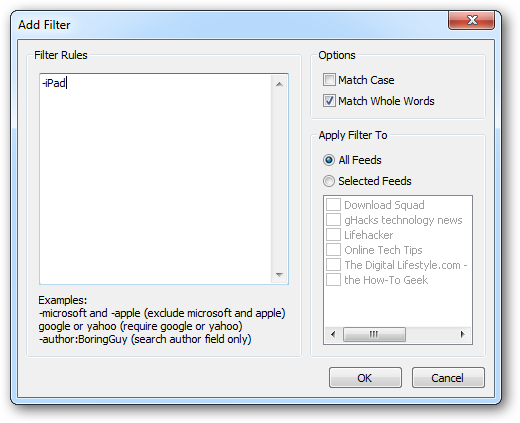 Add Filter
Filter Rules
-iPad
Examples:
-microsoft and -apple (exclude microsoft and apple)
google or yahoo (require google or yahoo)
-author:BoringGuy (search author field only)
Options
Match Case
Match Whole Words
Apply Filter To
All Feeds
Selected Feeds
Download Squad
gHacks technology news
Lifehacker
Online Tech Tips
The Digital Lifestyle.com -
the How-To Geek
OK
Cancel